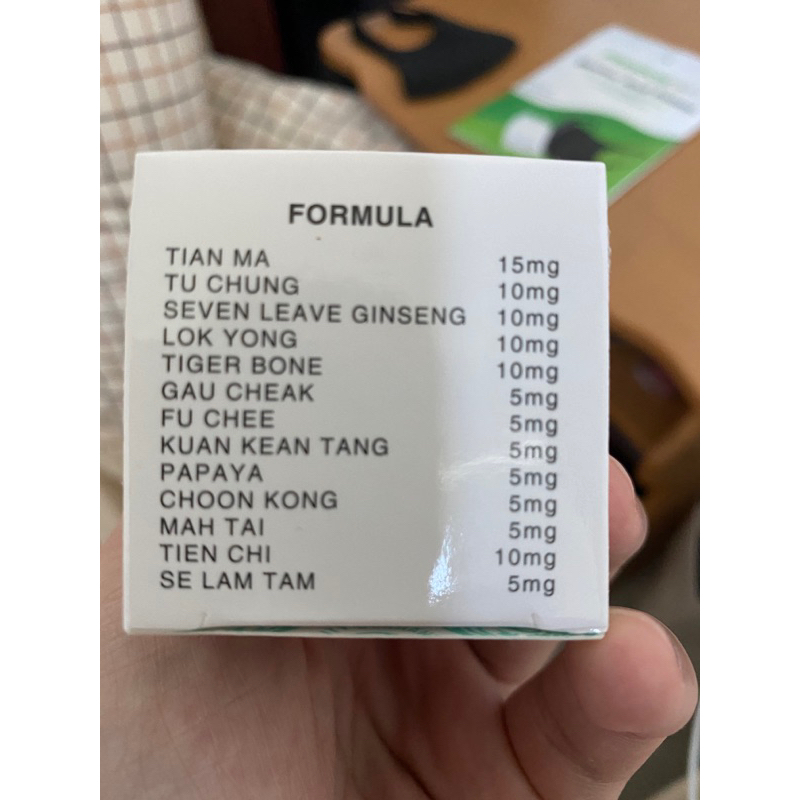 FORMULA
TIAN MA 15mg
TU CHUNG 10mg
SEVEN LEAVE GINSENG 10mg
LOK YONG 10mg
TIGER BONE 10mg
GAU CHEAK 5mg
FU CHEE 5mg
KUAN KEAN TANG 5mg
PAPAYA 5mg
CHOON KONG 5mg
MAH TAI 5mg
TIEN CHI 10mg
SE LAM TAM 5mg